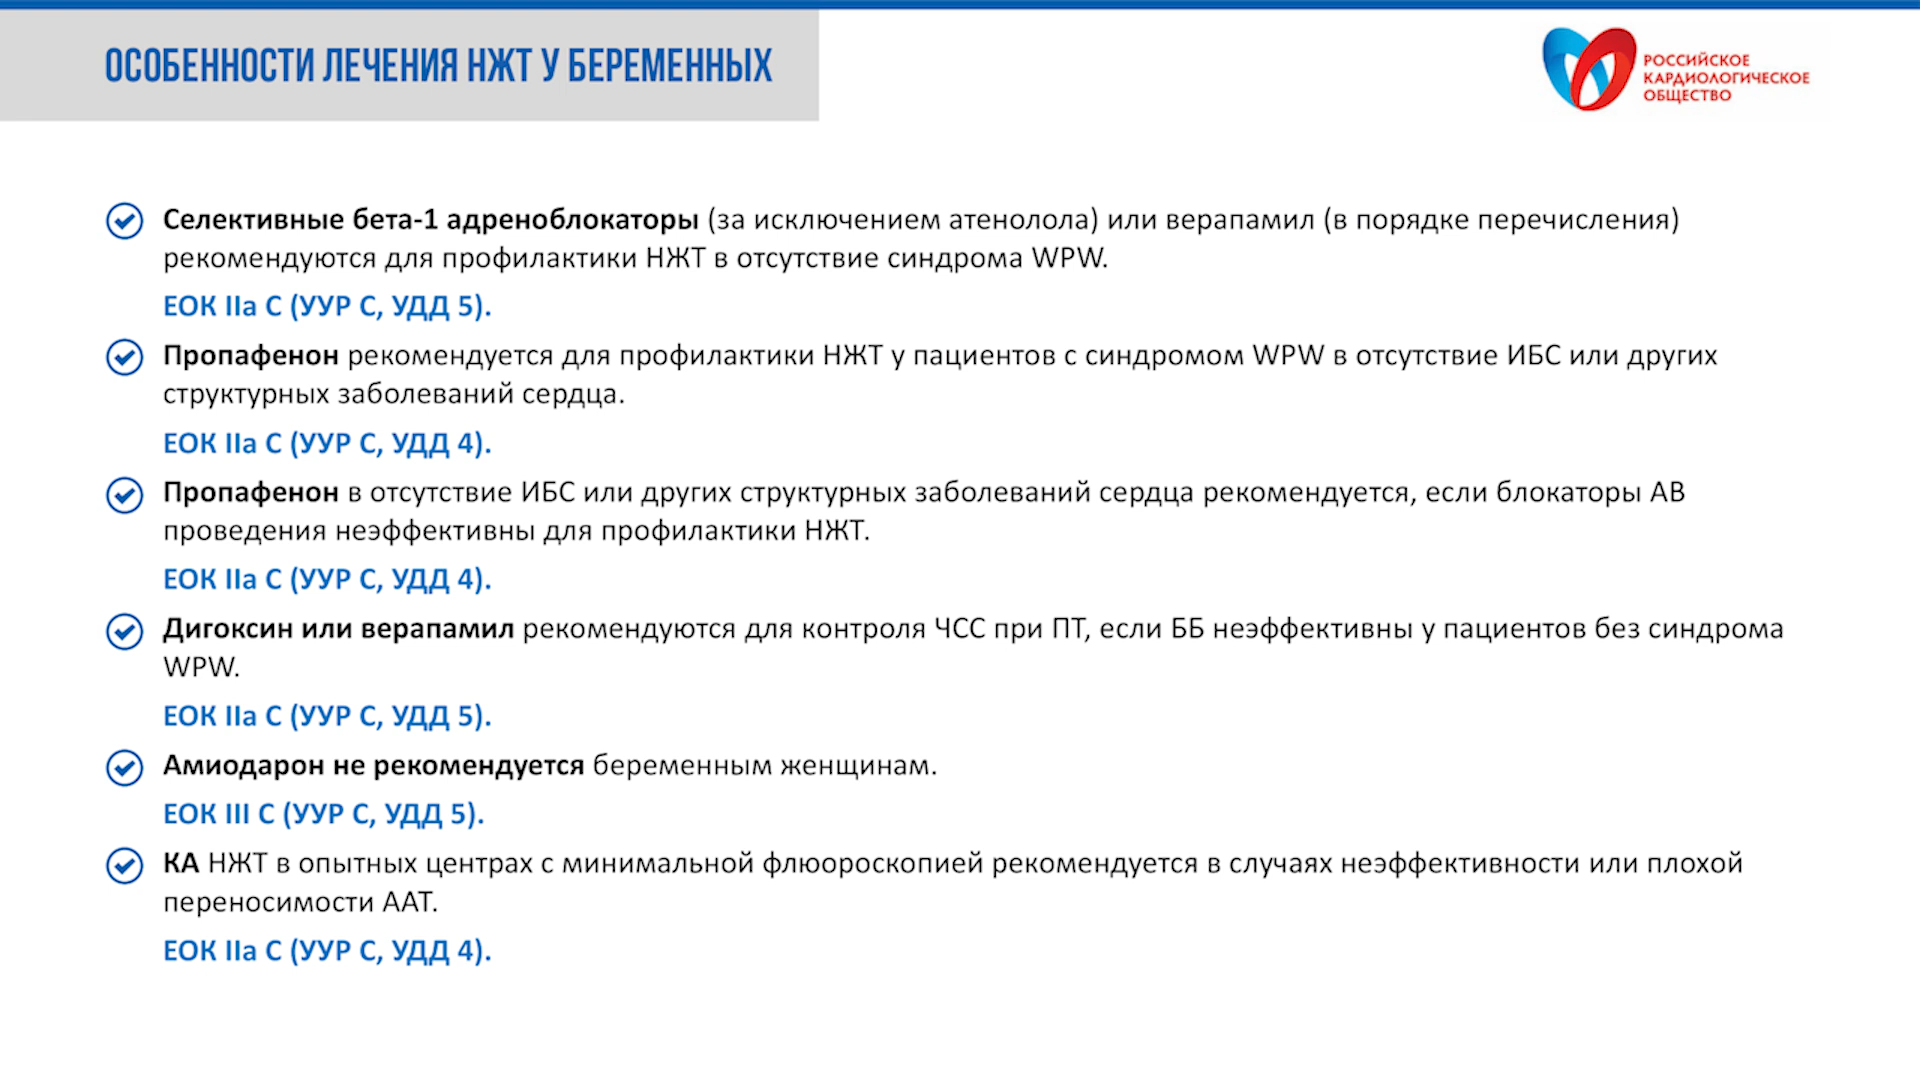 ОСОБЕННОСТИ ЛЕЧЕНИЯ НЖТ У БЕРЕМЕННЫХ
РОССИЙСКОЕ
КАРДИОЛОГИЧЕСКОЕ
ОБЩЕСТВО
Селективные бета-1 адреноблокаторы (за исключением атенолола) или верапамил (в порядке перечисления)
рекомендуются для профилактики НЖТ в отсутствие синдрома WPW.
ЕОК IIa C (УУР C, УДД 5).
Пропафенон рекомендуется для профилактики НЖТ у пациентов с синдромом WPW в отсутствие ИБС или других
структурных заболеваний сердца.
ЕОК IIa C (УУР C, УДД 4).
Пропафенон в отсутствие ИБС или других структурных заболеваний сердца рекомендуется, если блокаторы АВ
проведения неэффективны для профилактики НЖТ.
ЕОК IIa C (УУР C, УДД 4).
Дигоксин или верапамил рекомендуются для контроля ЧСС при ПТ, если ББ неэффективны у пациентов без синдрома
WPW.
ЕОК IIa C (УУР C, УДД 5).
Амиодарон не рекомендуется беременным женщинам.
ЕОК III C (УУР C, УДД 5).
КА НЖТ в опытных центрах с минимальной флюороскопией рекомендуется в случаях неэффективности или плохой
переносимости ААТ.
ЕОК IIa C (УУР C, УДД 4).